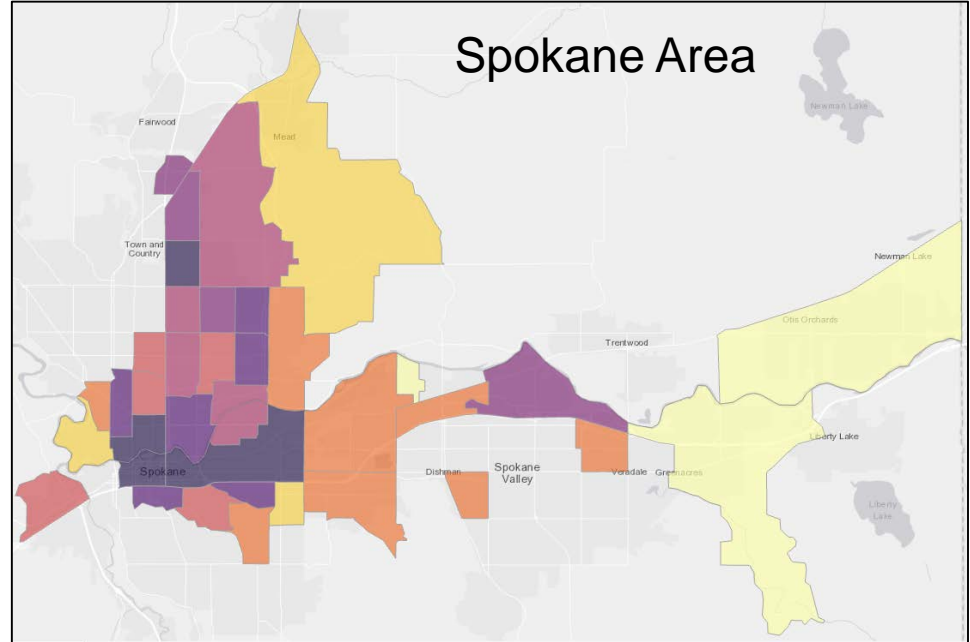 Spokane Area
Newman Lake
Fairwood
Mead
Town and
Country
Newman Lake
Otis Orchards
Trentwood
Liberty Lake
Spokane
Dishman
Spokane
Valley
Veradale
Greenacres
Liberty
Lake